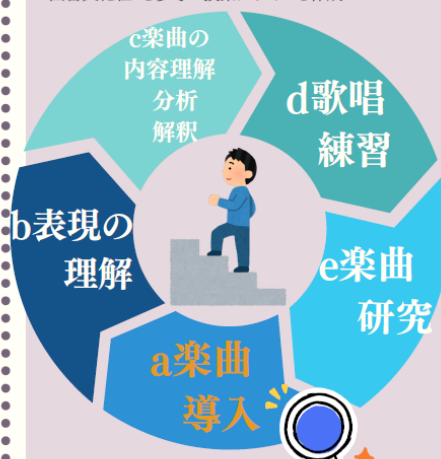 c楽曲の
内容理解
分析
解釈
d歌唱
練習
b表現の
理解
e楽曲
研究
a楽曲
導入